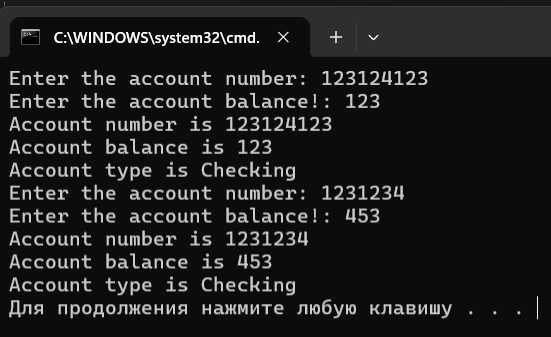 C:\WINDOWS\system32\cmd.
Enter the account number: 123124123
Enter the account balance!: 123
Account number is 123124123
Account balance is 123
Account type is Checking
Enter the account number: 1231234
Enter the account balance!: 453
Account number is 1231234
Account balance is 453
Account type is Checking
Для продолжения нажмите любую клавишу . . .